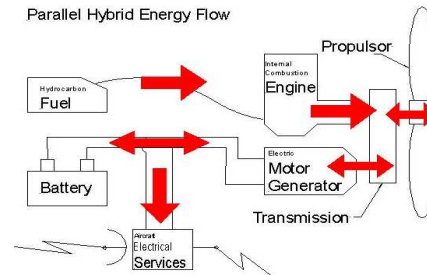 Parallel Hybrid Energy Flow
Propulsor
Hydrocarbon
Fuel
Internal
Combustion
Engine
Battery
Electric
Motor
Generator
Transmission
Aircraft
Electrical
Services